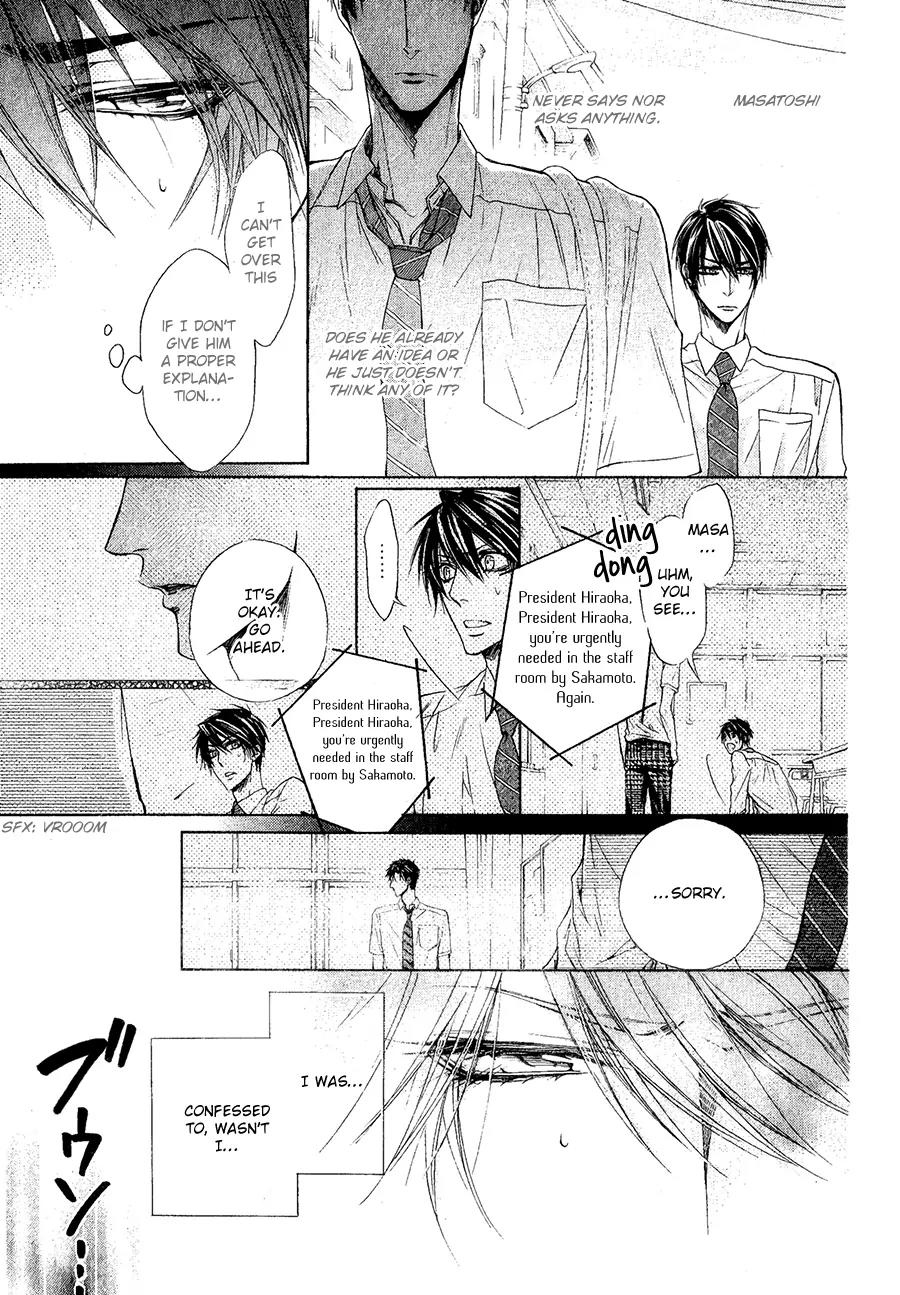 MASATOSHI
NEVER SAYS NOR
ASKS ANYTHING.
DOES HE ALREADY
HAVE AN IDEA OR
HE JUST DOESN'T
THINK ANY OF IT?
I
CAN'T
GET
OVER
THIS
IF I DON'T
GIVE HIM
A PROPER
EXPLANA-
TION...
MASA
...
UHM,
YOU
SEE...
ding
dong
President Hiraoka,
President Hiraoka,
you're urgently
needed in the staff
room by Sakamoto.
Again.
........
President Hiraoka,
President Hiraoka,
you're urgently
needed in the staff
room by Sakamoto.
IT'S
OKAY.
GO
AHEAD.
...SORRY.
SFX: VROOOM
I WAS...
CONFESSED
TO, WASN'T
I...
ブウン…